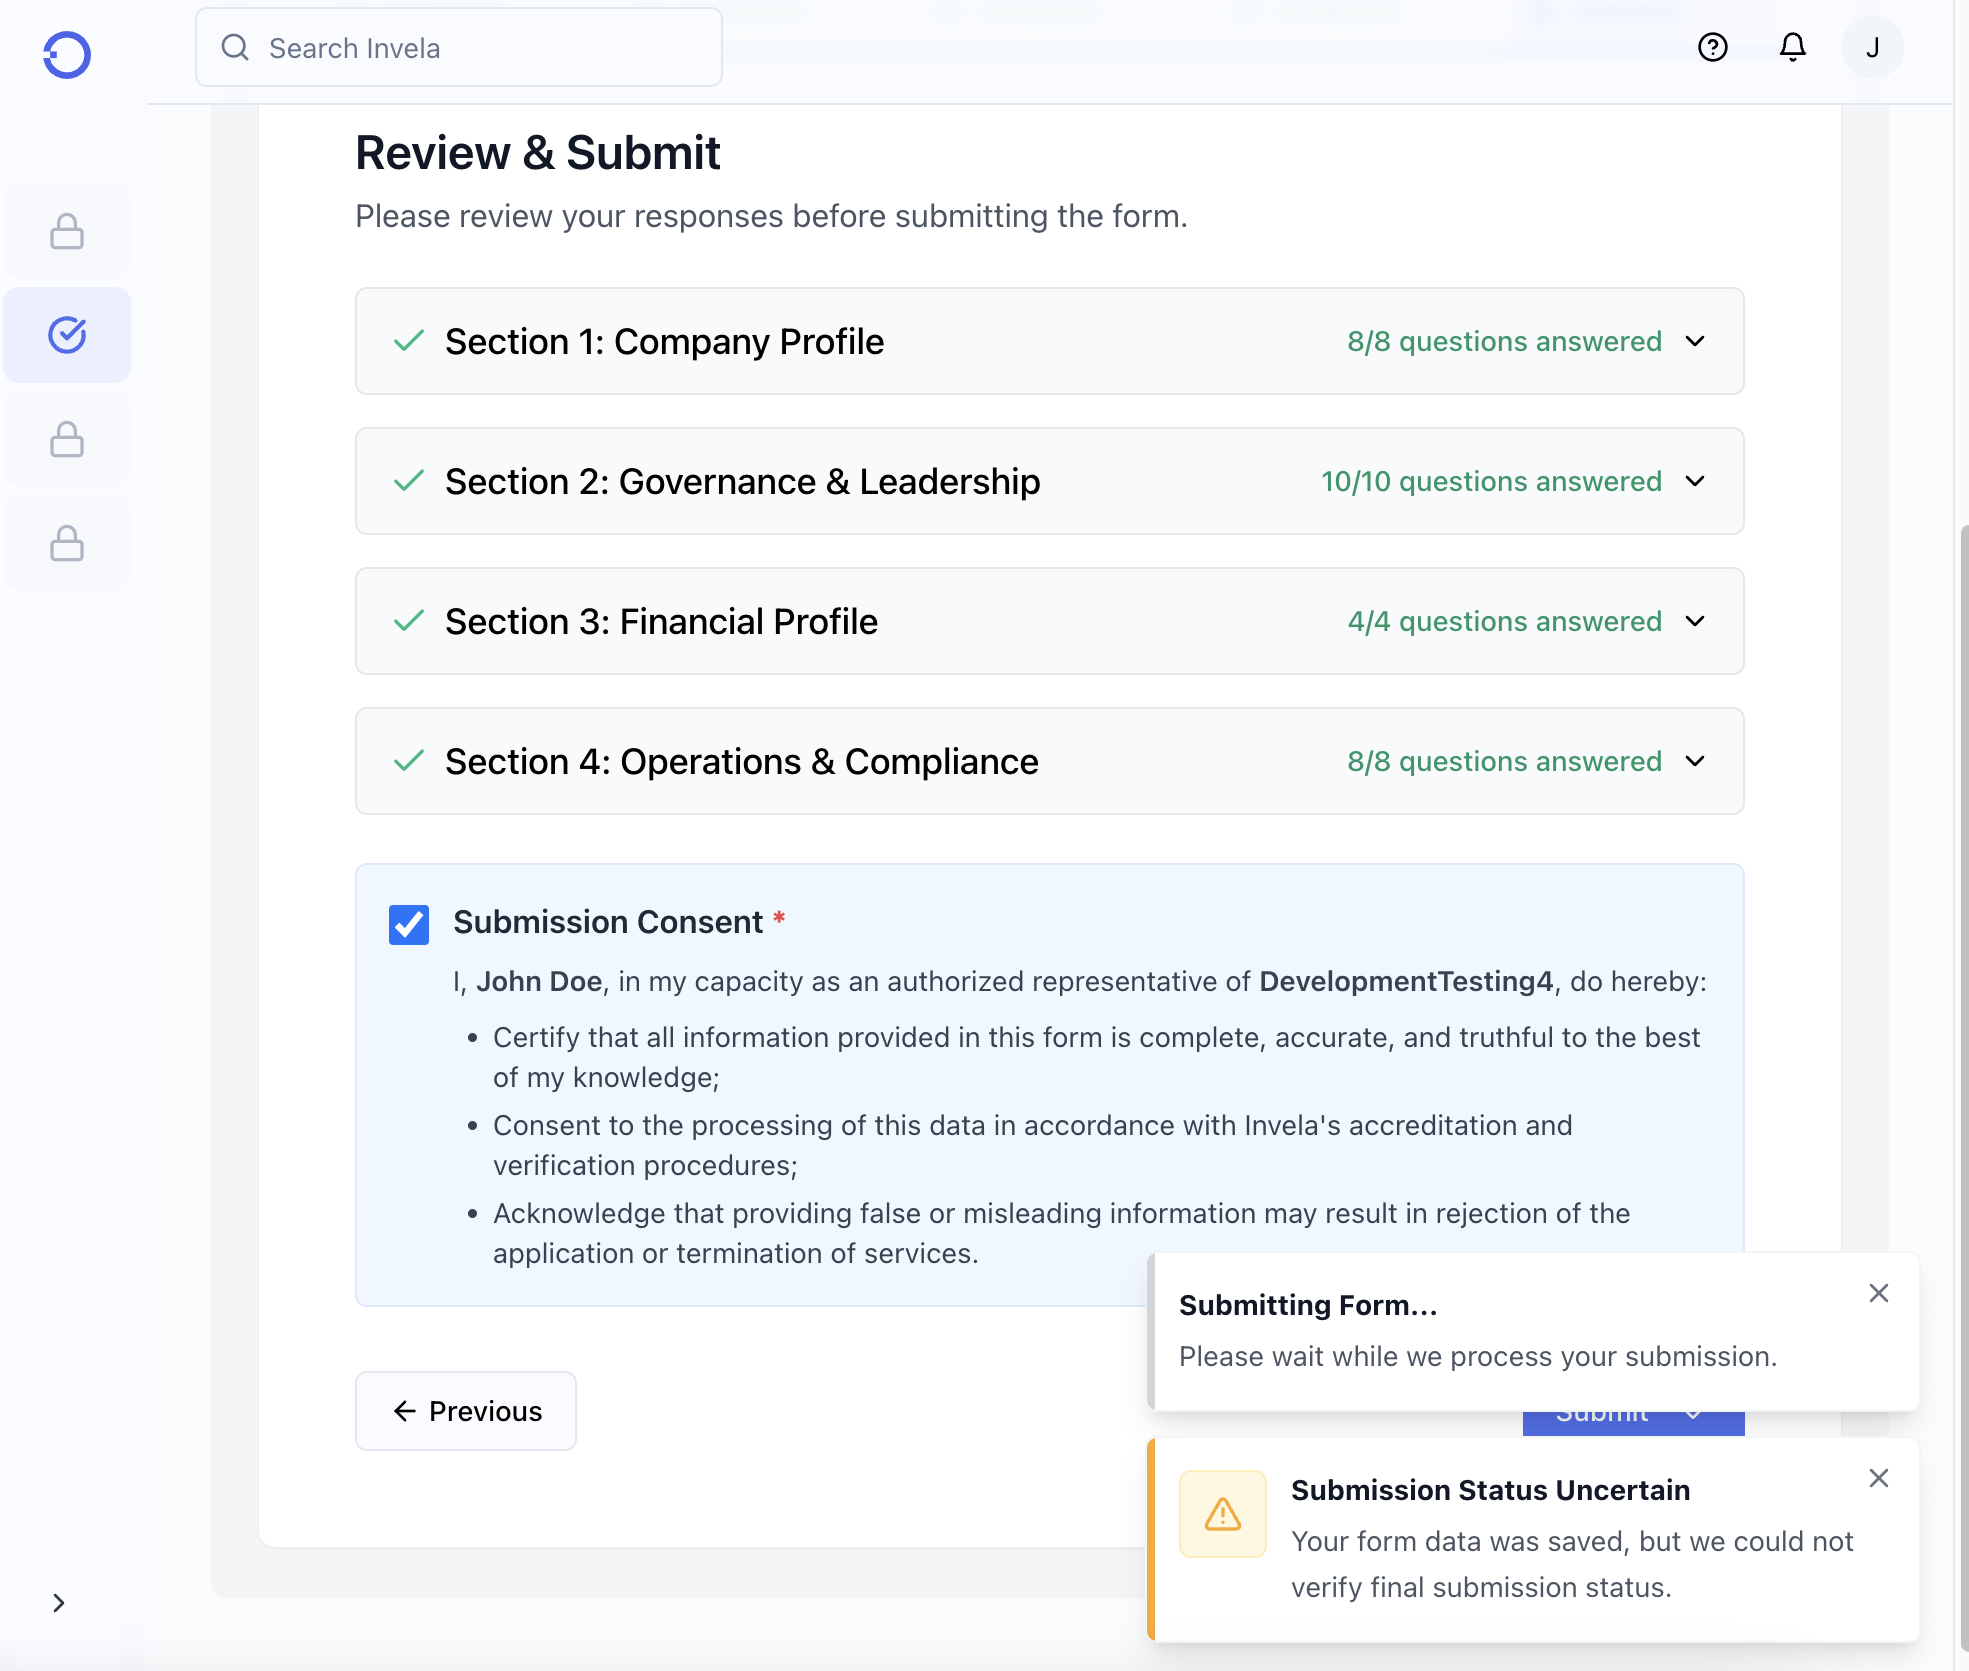 Search Invela
J
Review & Submit
Please review your responses before submitting the form.
Section 1: Company Profile
8/8 questions answered
Section 2: Governance & Leadership
10/10 questions answered
Section 3: Financial Profile
4/4 questions answered
Section 4: Operations & Compliance
8/8 questions answered
Submission Consent *
I, John Doe, in my capacity as an authorized representative of DevelopmentTesting4, do hereby:
• Certify that all information provided in this form is complete, accurate, and truthful to the best
of my knowledge;
• Consent to the processing of this data in accordance with Invela's accreditation and
verification procedures;
• Acknowledge that providing false or misleading information may result in rejection of the
application or termination of services.
Submitting Form...
Please wait while we process your submission.
Previous
Submit
Submission Status Uncertain
Your form data was saved, but we could not
verify final submission status.